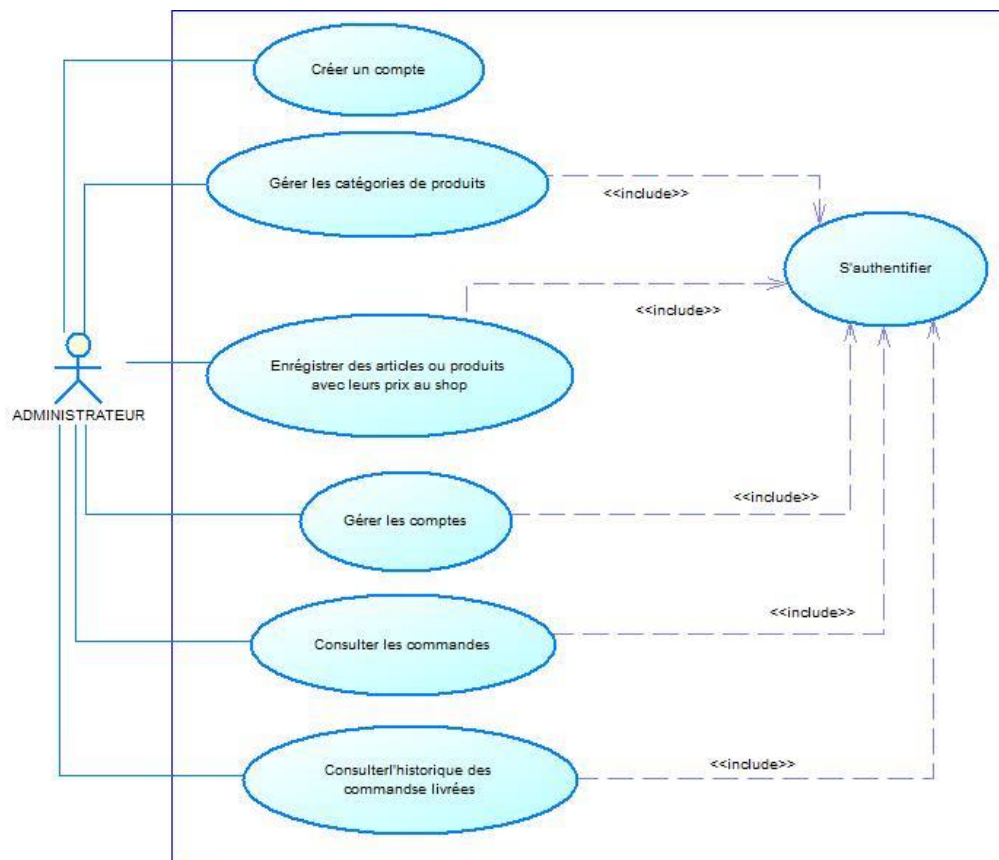 Créer un compte
Gérer les catégories de produits
<<include>>
S'authentifier
<<include>>
Enrégistrer des articles ou produits
avec leurs prix au shop
ADMINISTRATEUR
<<include>>
Gérer les comptes
<<include>>
Consulter les commandes
<<include>>
Consulterl'historique des
commandse livrées